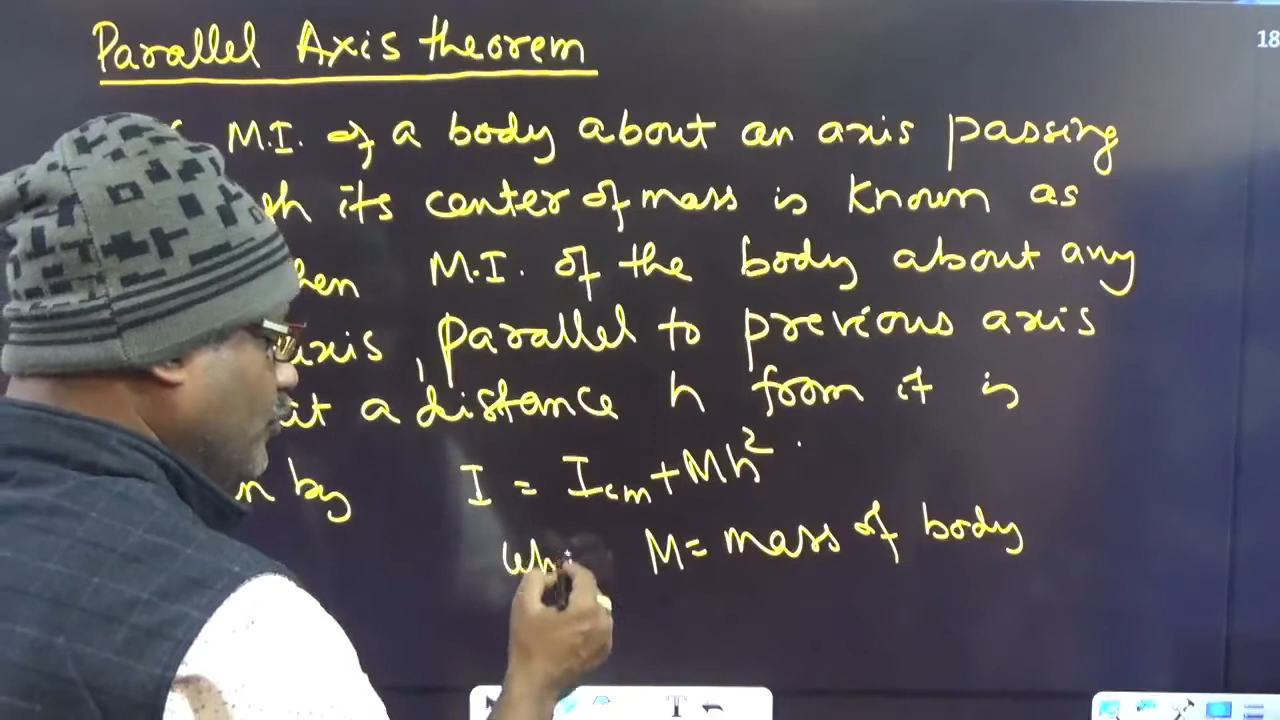 Parallel Axis theorem
18
M.I. of a body about an axis passing
its center of mass is known as
M.I. of the body about any
axis, parallel to previous axis
a distance h from it is
by I = Icm + Mh²
M = mass of body
T